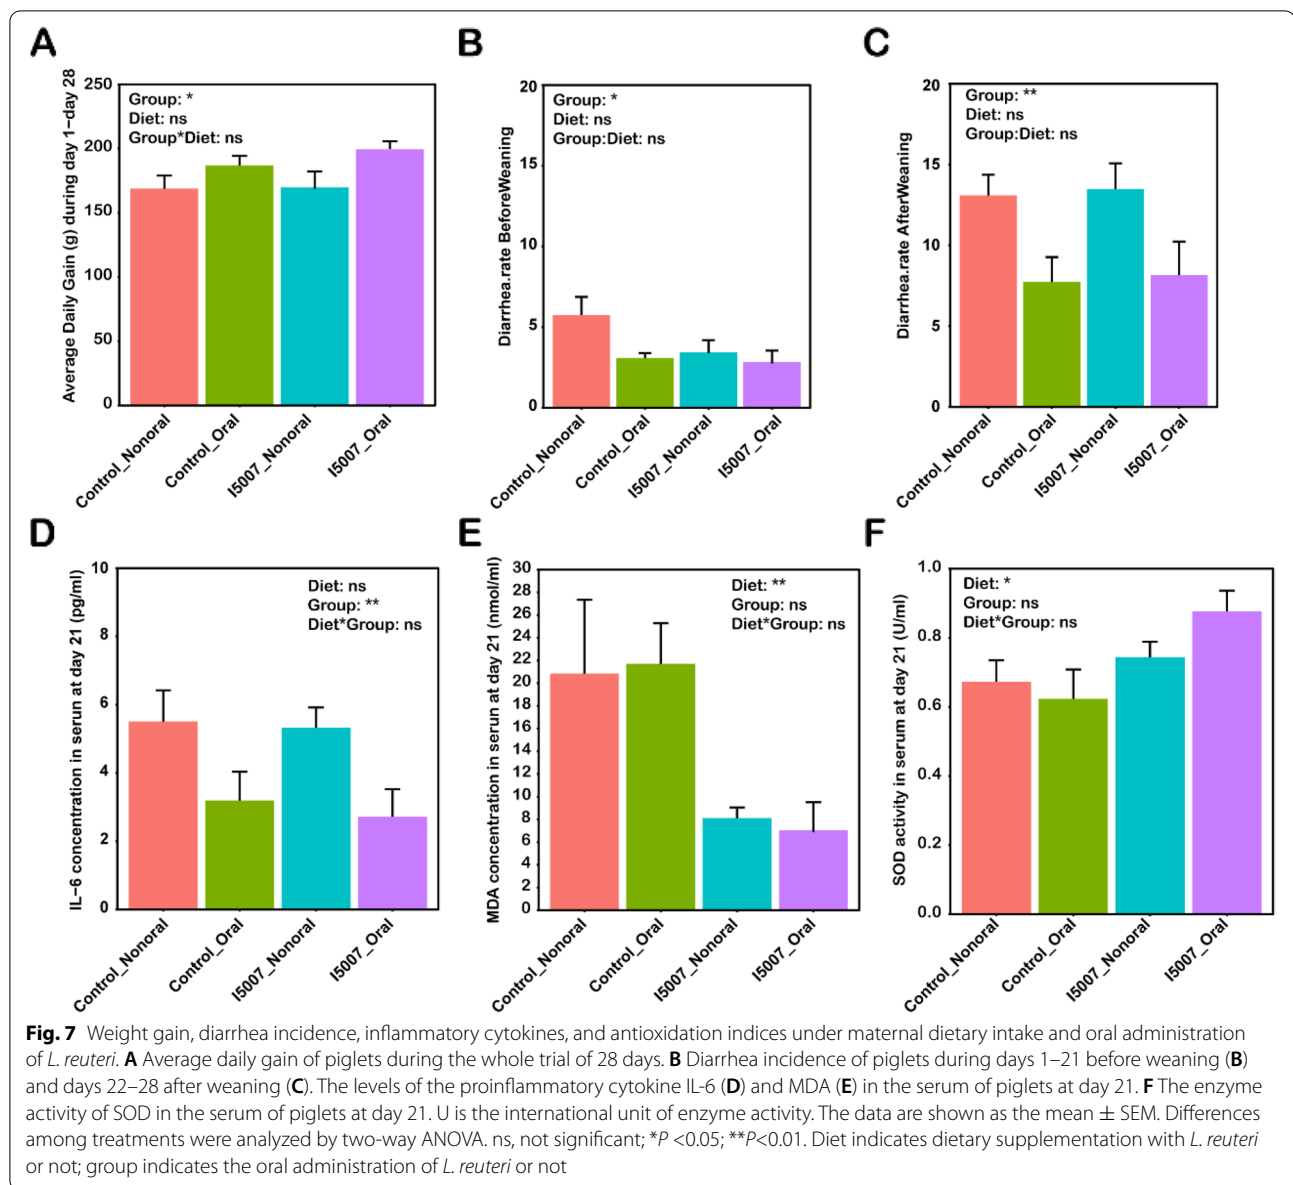 A
Average Daily Gain (g) during day 1–day 28
250
200
150
100
50
0
Group: *
Diet: ns
Group*Diet: ns
Control_Nonoral
Control_Oral
I5007_Nonoral
I5007_Oral
B
Diarrhea.rate BeforeWeaning
20
15
10
5
0
Group: *
Diet: ns
Group:Diet: ns
Control_Nonoral
Control_Oral
I5007_Nonoral
I5007_Oral
C
Diarrhea.rate AfterWeaning
20
15
10
5
0
Group: **
Diet: ns
Group:Diet: ns
Control_Nonoral
Control_Oral
I5007_Nonoral
I5007_Oral
D
IL–6 concentration in serun at day 21 (pg/ml)
10
8
6
4
2
0
Diet: ns
Group: **
Diet*Group: ns
Control_Nonoral
Control_Oral
I5007_Nonoral
I5007_Oral
E
MDA concentration in serun at day 21 (nmol/ml)
30
28
26
24
22
20
18
16
14
12
10
8
6
4
2
0
Diet: **
Group: ns
Diet*Group: ns
Control_Nonoral
Control_Oral
I5007_Nonoral
I5007_Oral
F
SOD activity in serum at day 21 (U/ml)
1.0
0.8
0.6
0.4
0.2
0.0
Diet: *
Group: ns
Diet*Group: ns
Control_Nonoral
Control_Oral
I5007_Nonoral
I5007_Oral
Fig. 7 Weight gain, diarrhea incidence, inflammatory cytokines, and antioxidation indices under maternal dietary intake and oral administration
of L. reuteri. A Average daily gain of piglets during the whole trial of 28 days. B Diarrhea incidence of piglets during days 1–21 before weaning (B)
and days 22–28 after weaning (C). The levels of the proinflammatory cytokine IL-6 (D) and MDA (E) in the serum of piglets at day 21. F The enzyme
activity of SOD in the serum of piglets at day 21. U is the international unit of enzyme activity. The data are shown as the mean ± SEM. Differences
among treatments were analyzed by two-way ANOVA. ns, not significant; *P <0.05; **P<0.01. Diet indicates dietary supplementation with L. reuteri
or not; group indicates the oral administration of L. reuteri or not